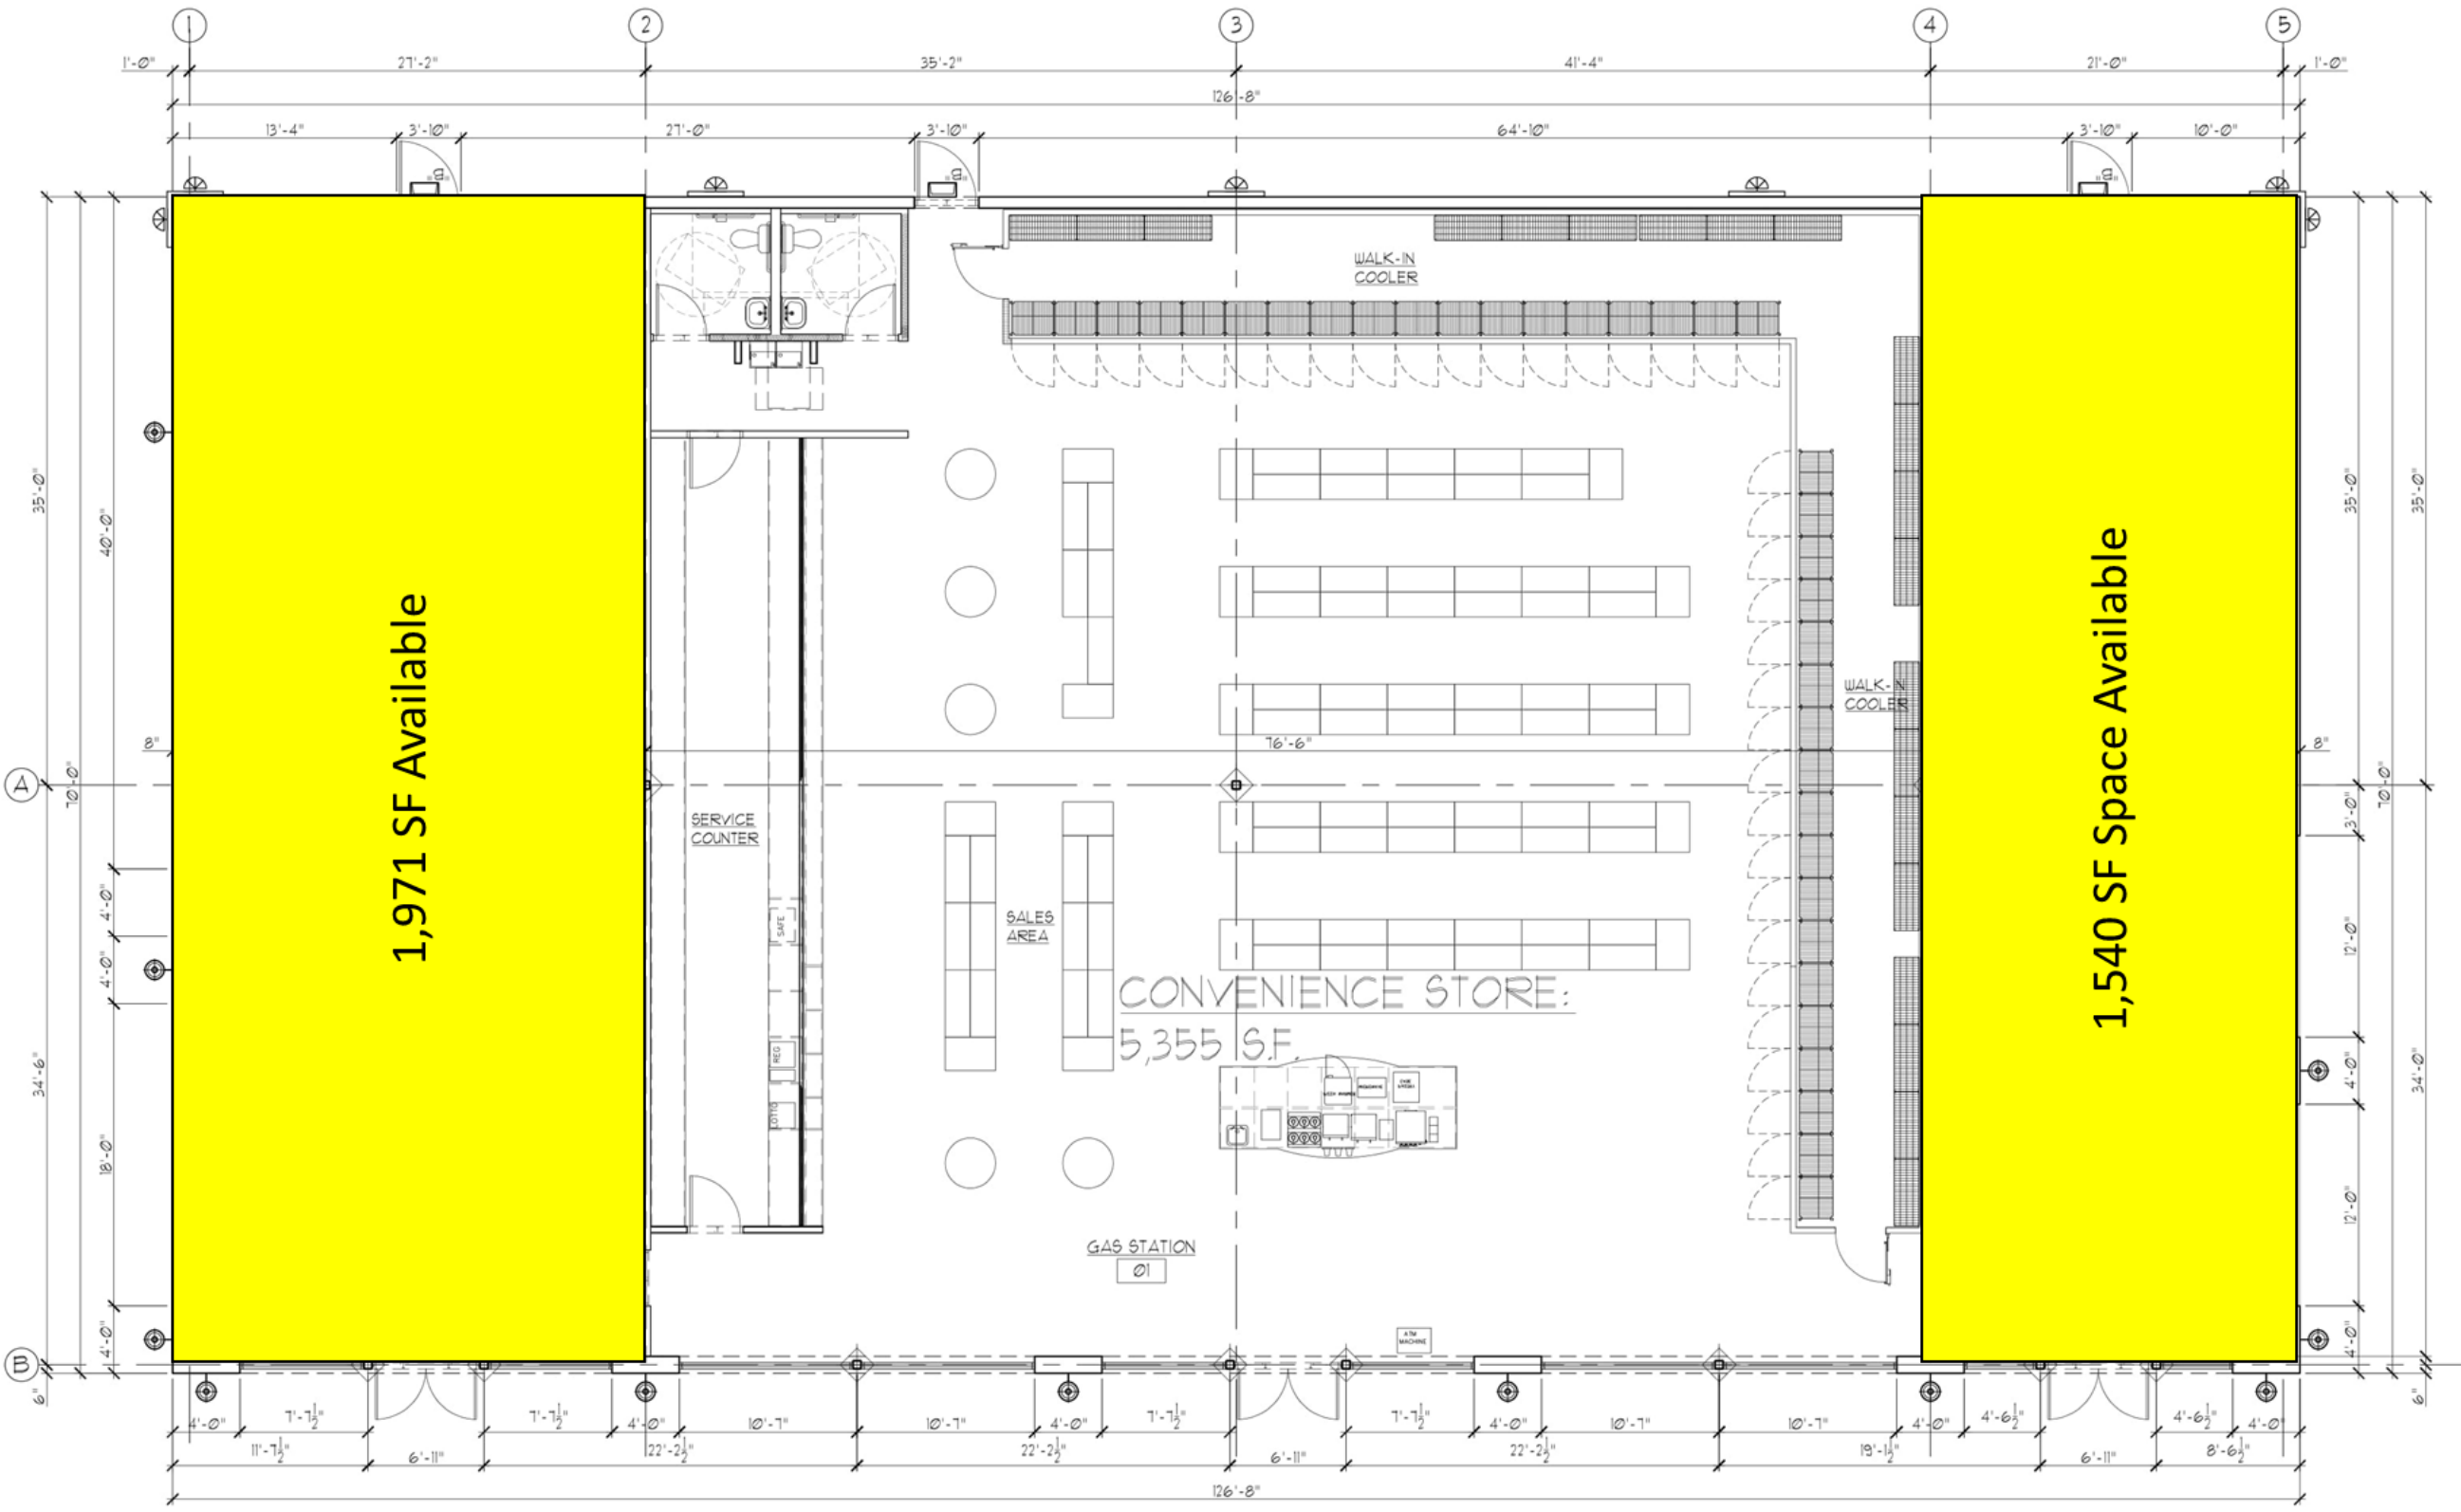 1 2 3 4 5
1'-0" 27'-2" 35'-2" 41'-4" 21'-0" 1'-0"
126'-8"
13'-4" 3'-10" 27'-0" 3'-10" 64'-10" 3'-10" 10'-0"
"B" "B" "B"
WALK-IN
COOLER
35'-0"
40'-0"
35'-0"
35'-0"
1,971 SF Available
1,540 SF Space Available
WALK-IN
COOLER
8" 76'-6" 8"
A
70'-0"
70'-0"
3'-0"
SERVICE
COUNTER
4'-0"
SAFE
SALES
AREA
12'-0"
4'-0"
CONVENIENCE STORE:
5,355 S.F.
REG
LOTTO
34'-6"
4'-0"
34'-0"
18'-0"
12'-0"
GAS STATION
01
4'-0"
ATM
MACHINE
4'-0"
B
6"
6"
4'-0" 7'-7½" 7'-7½" 4'-0" 10'-7" 10'-7" 4'-0" 7'-7½" 7'-7½" 4'-0" 10'-7" 10'-7" 4'-0" 4'-6½" 4'-6½" 4'-0"
11'-7½" 6'-11" 22'-2½" 22'-2½" 6'-11" 22'-2½" 19'-1½" 6'-11" 8'-6½"
126'-8"